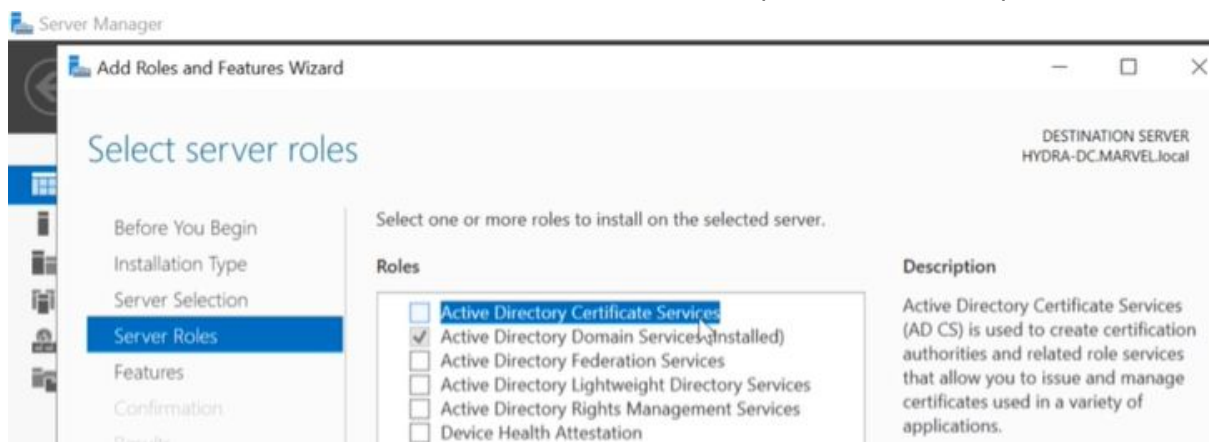 Server Manager
Add Roles and Features Wizard
Select server roles
DESTINATION SERVER
HYDRA-DC.MARVEL.local
Before You Begin
Installation Type
Server Selection
Server Roles
Features
Confirmation
Results
Select one or more roles to install on the selected server.
Roles
Active Directory Certificate Services
Active Directory Domain Services (Installed)
Active Directory Federation Services
Active Directory Lightweight Directory Services
Active Directory Rights Management Services
Device Health Attestation
Description
Active Directory Certificate Services
(AD CS) is used to create certification
authorities and related role services
that allow you to issue and manage
certificates used in a variety of
applications.